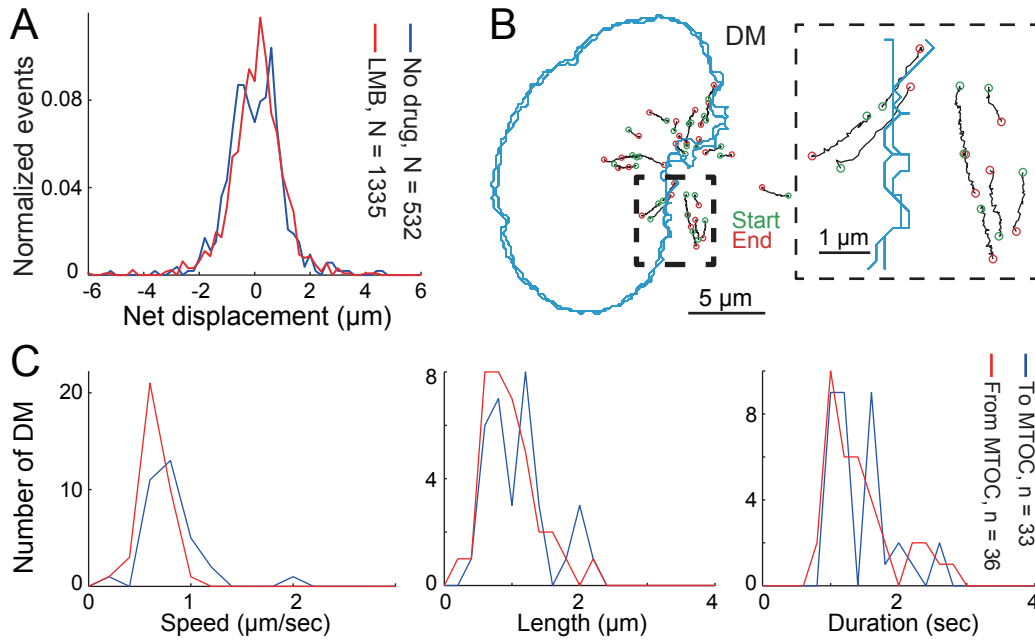 A
Normalized events
0.08
0.04
0
-6
-4
-2
0
2
4
6
Net displacement (µm)
No drug, N = 532
LMB, N = 1335
B
DM
Start
End
5 µm
1 µm
C
Number of DM
20
10
0
0
1
2
Speed (µm/sec)
8
4
0
0
2
4
Length (µm)
8
4
0
0
2
4
Duration (sec)
To MTOC, n = 33
From MTOC, n = 36